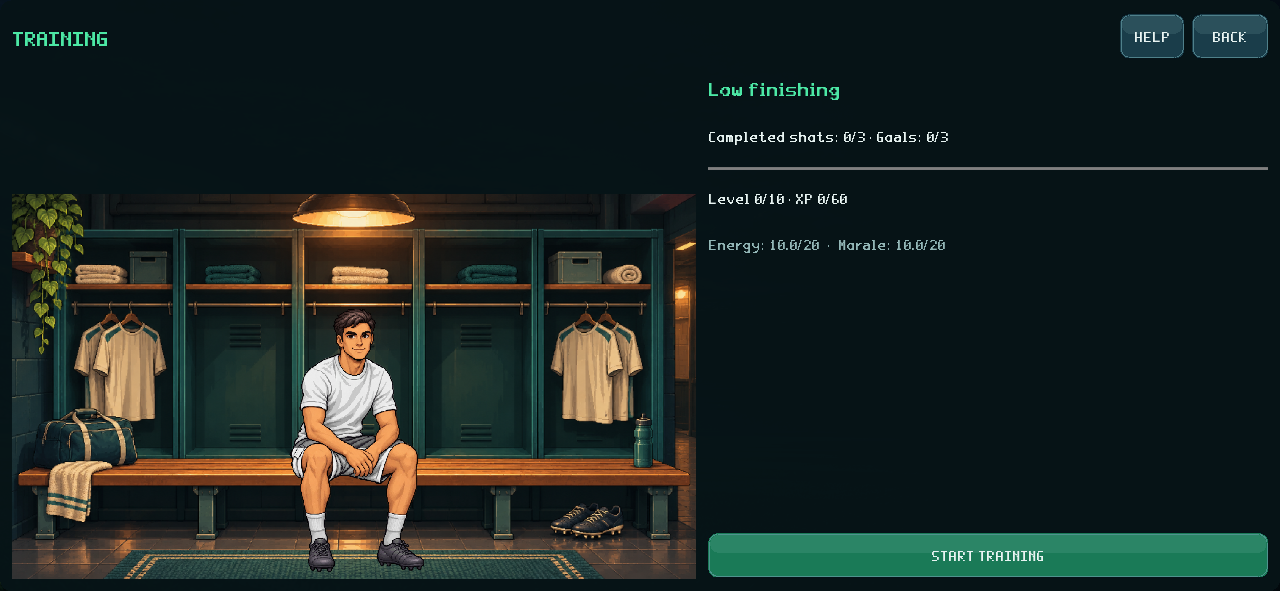 TRAINING
HELP
BACK
Low finishing
Completed shots: 0/3 · Goals: 0/3
Level 0/10 · XP 0/60
Energy: 10.0/20 · Morale: 10.0/20
START TRAINING